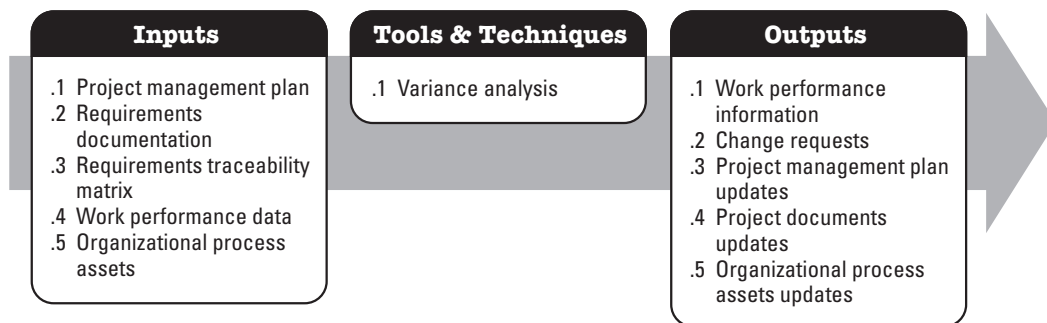 Inputs
.1 Project management plan
.2 Requirements
documentation
.3 Requirements traceability
matrix
.4 Work performance data
.5 Organizational process
assets
Tools & Techniques
.1 Variance analysis
Outputs
.1 Work performance
information
.2 Change requests
.3 Project management plan
updates
.4 Project documents
updates
.5 Organizational process
assets updates